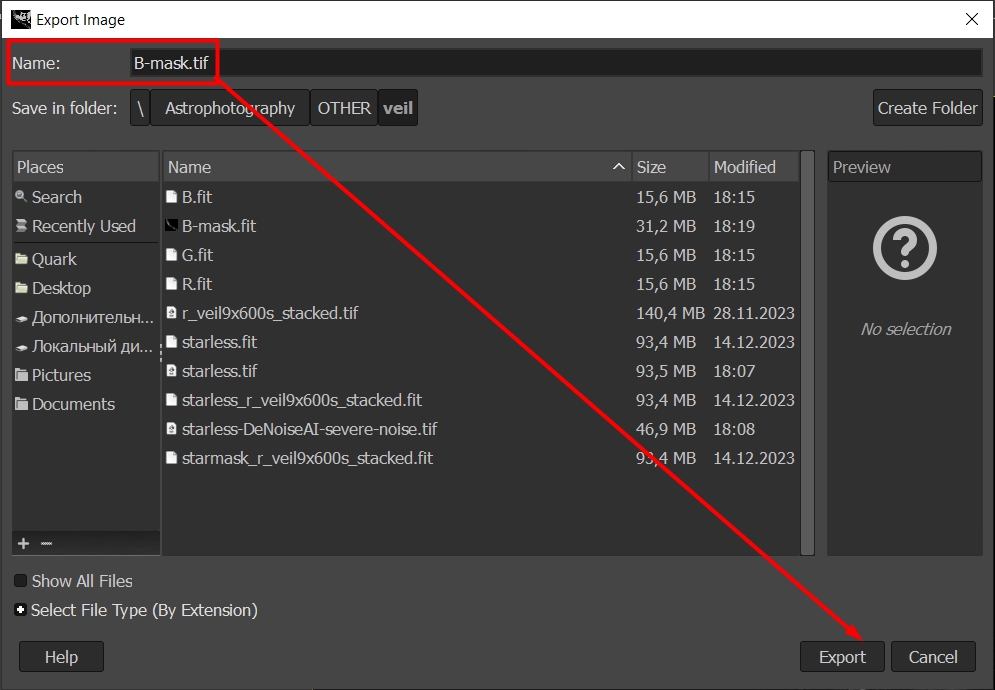 Export Image
Name: B-mask.tif
Save in folder: \ Astrophotography OTHER veil Create Folder
Places Name Size Modified Preview
Search B.fit 15,6 MB 18:15
Recently Used B-mask.fit 31,2 MB 18:19
Quark G.fit 15,6 MB 18:15
Desktop R.fit 15,6 MB 18:15
Дополнительн... r_veil9x600s_stacked.tif 140,4 MB 28.11.2023
No selection
Локальный ди... starless.fit 93,4 MB 14.12.2023
Pictures starless.tif 93,5 MB 18:07
Documents starless_r_veil9x600s_stacked.fit 93,4 MB 14.12.2023
starless-DeNoiseAI-severe-noise.tif 46,9 MB 18:08
starmask_r_veil9x600s_stacked.fit 93,4 MB 14.12.2023
Show All Files
Select File Type (By Extension)
Help Export Cancel